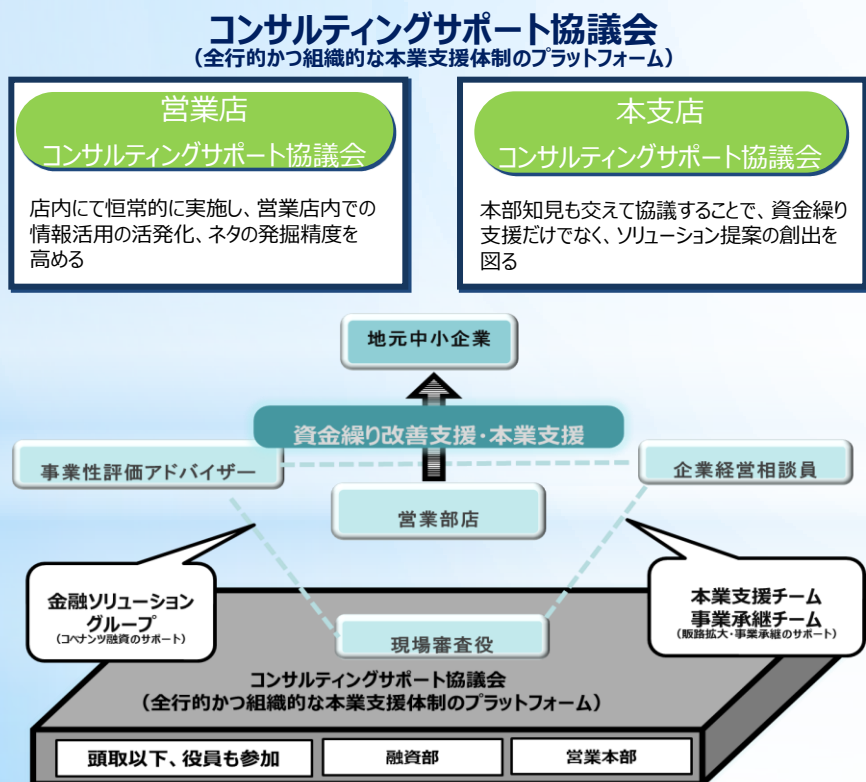 コンサルティングサポート協議会
（全行的かつ組織的な本業支援体制のプラットフォーム）
営業店
コンサルティングサポート協議会
店内にて恒常的に実施し、営業店内での
情報活用の活発化、ネタの発掘精度を
高める
本支店
コンサルティングサポート協議会
本部知見も交えて協議することで、資金繰り
支援だけでなく、ソリューション提案の創出を
図る
地元中小企業
資金繰り改善支援・本業支援
事業性評価アドバイザー
企業経営相談員
営業部店
金融ソリューション
グループ
（コベナンツ融資のサポート）
本業支援チーム
事業承継チーム
（販路拡大・事業承継のサポート）
現場審査役
コンサルティングサポート協議会
（全行的かつ組織的な本業支援体制のプラットフォーム）
頭取以下、役員も参加
融資部
営業本部